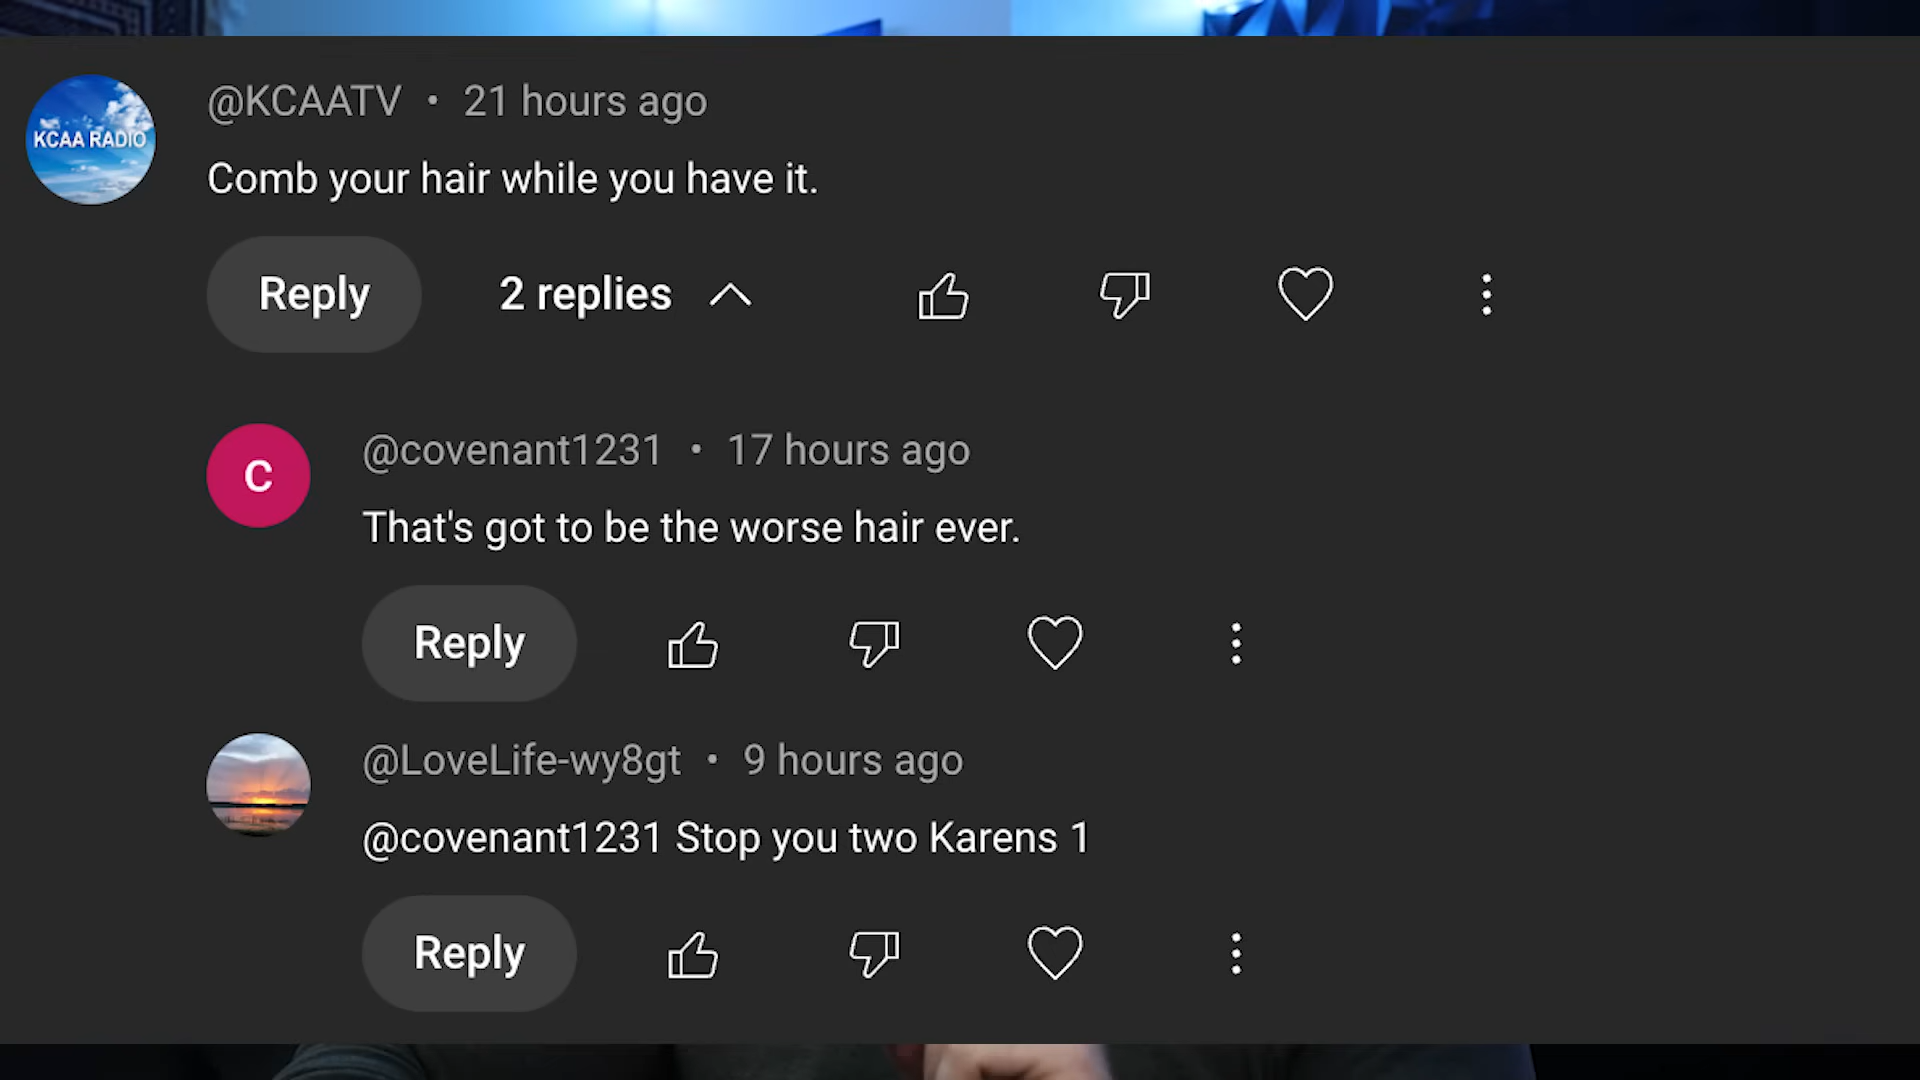 KCAA RADIO
@KCAATV • 21 hours ago
Comb your hair while you have it.
Reply 2 replies
C
@covenant1231 • 17 hours ago
That's got to be the worse hair ever.
Reply
@LoveLife-wy8gt • 9 hours ago
@covenant1231 Stop you two Karens 1
Reply